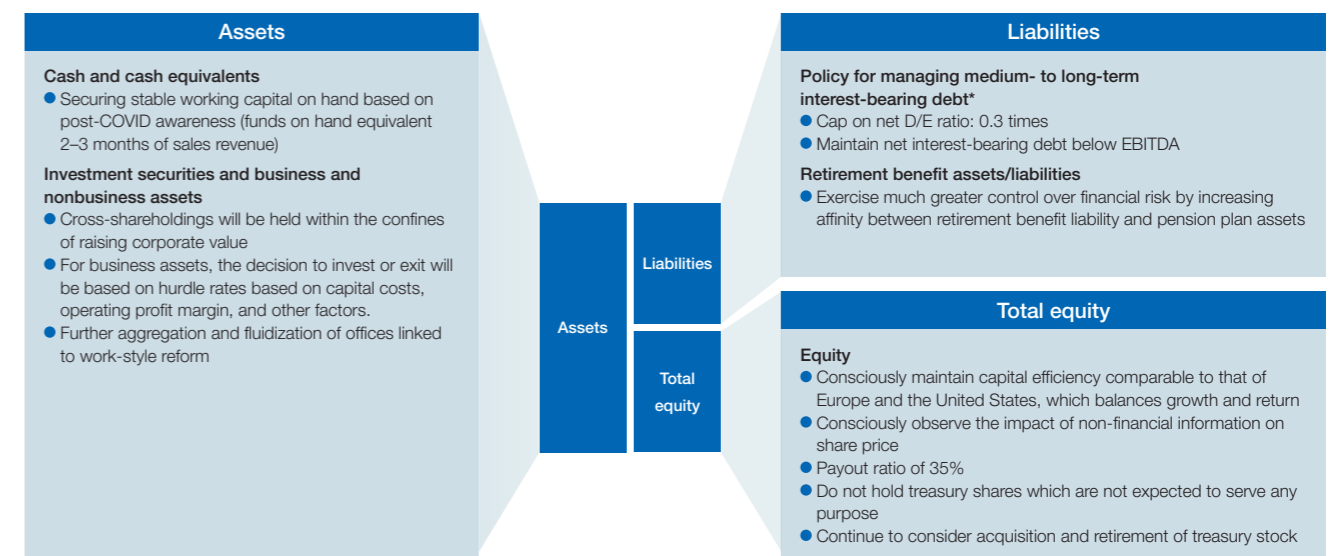 Assets
Cash and cash equivalents
● Securing stable working capital on hand based on
post-COVID awareness (funds on hand equivalent
2–3 months of sales revenue)
Investment securities and business and
nonbusiness assets
● Cross-shareholdings will be held within the confines
of raising corporate value
● For business assets, the decision to invest or exit will
be based on hurdle rates based on capital costs,
operating profit margin, and other factors.
● Further aggregation and fluidization of offices linked
to work-style reform
Assets
Liabilities
Total
equity
Liabilities
Policy for managing medium- to long-term
interest-bearing debt*
● Cap on net D/E ratio: 0.3 times
● Maintain net interest-bearing debt below EBITDA
Retirement benefit assets/liabilities
● Exercise much greater control over financial risk by increasing
affinity between retirement benefit liability and pension plan assets
Total equity
Equity
● Consciously maintain capital efficiency comparable to that of
Europe and the United States, which balances growth and return
● Consciously observe the impact of non-financial information on
share price
● Payout ratio of 35%
● Do not hold treasury shares which are not expected to serve any
purpose
● Continue to consider acquisition and retirement of treasury stock